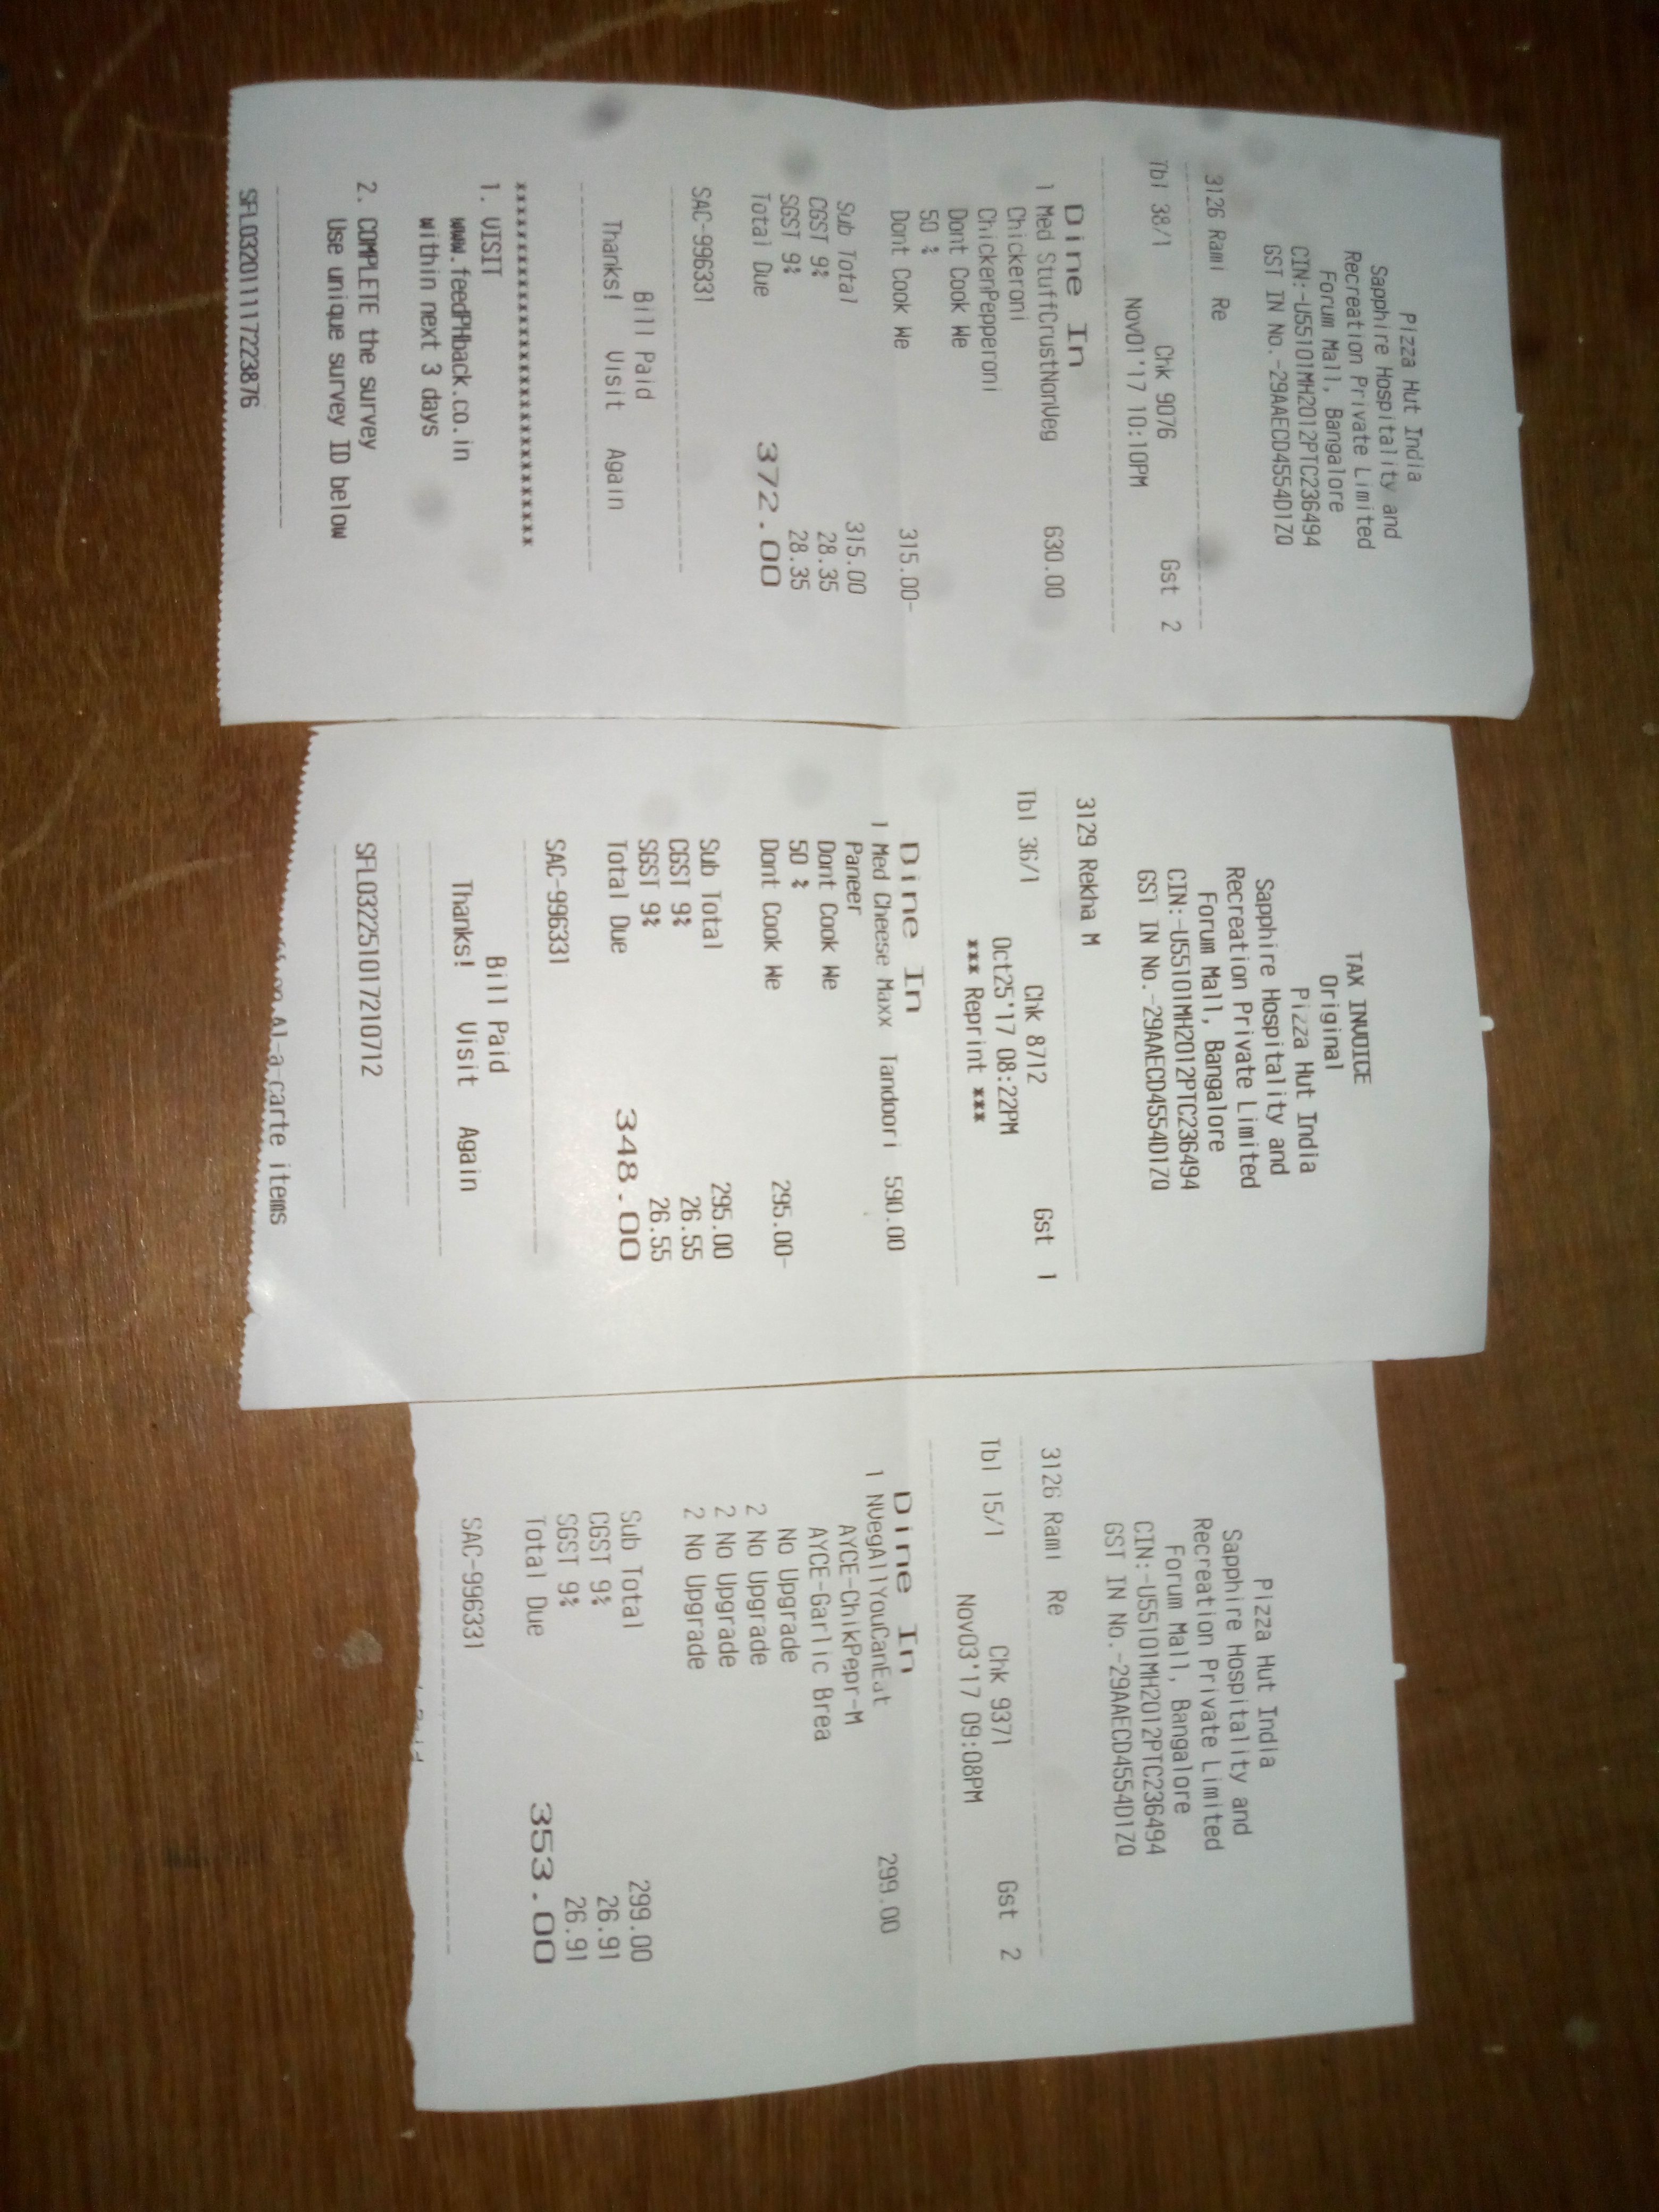 Pizza Hut India
Sapphire Hospitality and
Recreation Private Limited
Forum Mall, Bangalore
CIN:-U55101MH2012PTC236494
GST IN No.-29AAECD4554D1ZQ
3126 Rami Re
Tbl 38/1 Chk 9076 Gst 2
Nov01'17 10:10PM
Dine In
1 Med StuffCrustNonVeg 630.00
Chickeroni
ChickenPepperoni
Dont Cook We
50 %
Dont Cook We 315.00-
Sub Total 315.00
CGST 9% 28.35
SGST 9% 28.35
Total Due 372.00
SAC-996331
Bill Paid
Thanks! Visit Again
************************************
1. VISIT
www.feedPHback.co.in
within next 3 days
2. COMPLETE the survey
Use unique survey ID below
SFL0320111117223876
TAX INVOICE
Original
Pizza Hut India
Sapphire Hospitality and
Recreation Private Limited
Forum Mall, Bangalore
CIN:-U55101MH2012PTC236494
GST IN No.-29AAECD4554D1ZQ
3129 Rekha M
Tbl 36/1 Chk 8712 Gst 1
Oct25'17 08:22PM
*** Reprint ***
Dine In
1 Med Cheese Maxx Tandoori 590.00
Paneer
Dont Cook We
50 %
Dont Cook We 295.00-
Sub Total 295.00
CGST 9% 26.55
SGST 9% 26.55
Total Due 348.00
SAC-996331
Bill Paid
Thanks! Visit Again
SFL032251017210712
on Al-a-carte items
Pizza Hut India
Sapphire Hospitality and
Recreation Private Limited
Forum Mall, Bangalore
CIN:-U55101MH2012PTC236494
GST IN No.-29AAECD4554D1ZQ
3126 Rami Re
Tbl 15/1 Chk 9371 Gst 2
Nov03'17 09:08PM
Dine In
1 NVegAllYouCanEat 299.00
AYCE-ChikPepr-M
AYCE-Garlic Brea
No Upgrade
2 No Upgrade
2 No Upgrade
2 No Upgrade
Sub Total 299.00
CGST 9% 26.91
SGST 9% 26.91
Total Due 353.00
SAC-996331